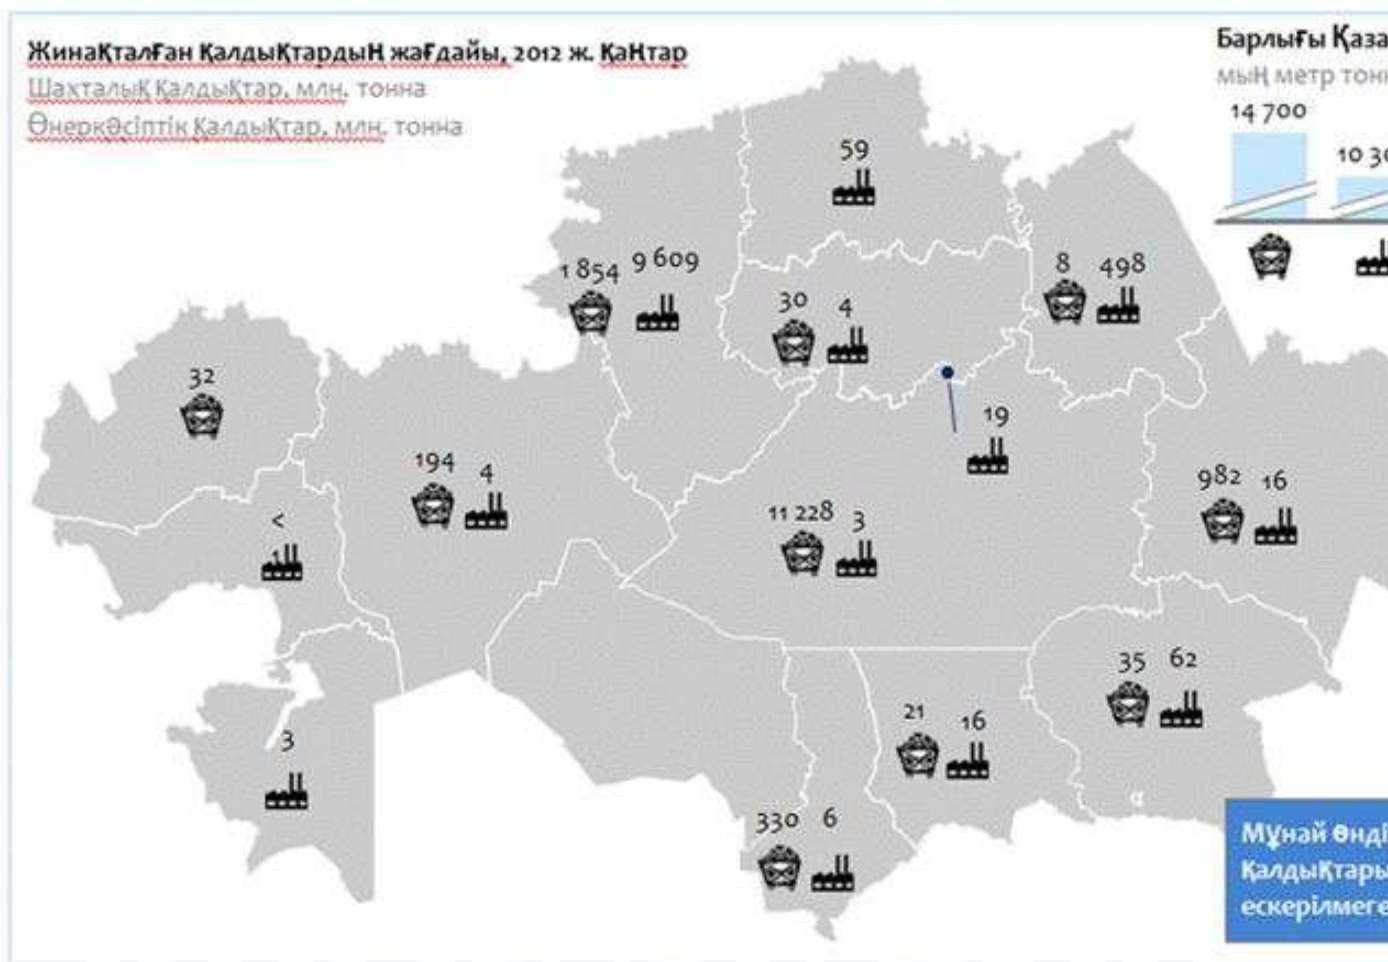 Жинақталған қалдықтардың жағдайы, 2012 ж. қаңтар
Шахталық қалдықтар, млн. тонна
Өнеркәсіптік қалдықтар, млн. тонна
Барлығы Қаза
мың метр тонн
14 700
10 30
59
1 854 9 609
8 498
30 4
32
19
194 4
982 16
11 228 3
<
1
35 62
21 16
3
330 6
Мұнай өнді
қалдықтары
ескерілмеге